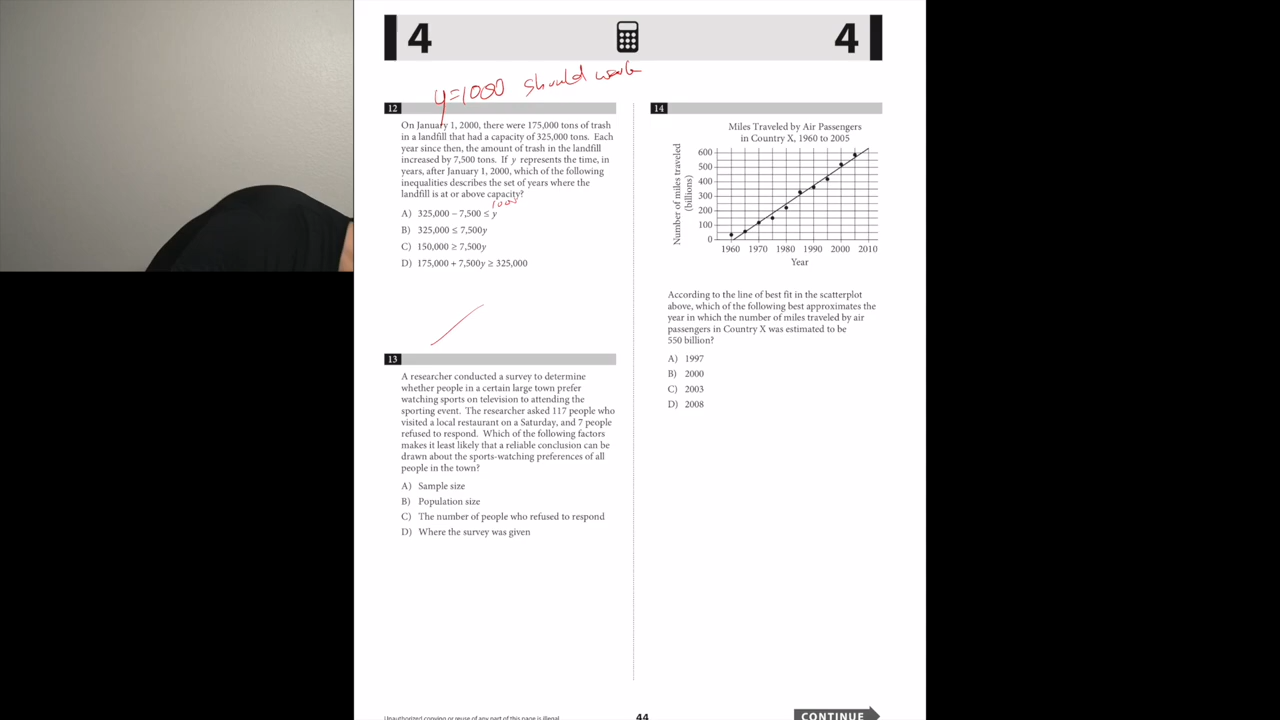 4
4
y=1000 should work
12
On January 1, 2000, there were 175,000 tons of trash
in a landfill that had a capacity of 325,000 tons. Each
year since then, the amount of trash in the landfill
increased by 7,500 tons. If y represents the time, in
years, after January 1, 2000, which of the following
inequalities describes the set of years where the
landfill is at or above capacity?
1000
A) 325,000 − 7,500 ≤ y
B) 325,000 ≤ 7,500y
C) 150,000 ≥ 7,500y
D) 175,000 + 7,500y ≥ 325,000
13
A researcher conducted a survey to determine
whether people in a certain large town prefer
watching sports on television to attending the
sporting event. The researcher asked 117 people who
visited a local restaurant on a Saturday, and 7 people
refused to respond. Which of the following factors
makes it least likely that a reliable conclusion can be
drawn about the sports-watching preferences of all
people in the town?
A) Sample size
B) Population size
C) The number of people who refused to respond
D) Where the survey was given
14
Miles Traveled by Air Passengers
in Country X, 1960 to 2005
Number of miles traveled
(billions)
600
500
400
300
200
100
0
1960 1970 1980 1990 2000 2010
Year
According to the line of best fit in the scatterplot
above, which of the following best approximates the
year in which the number of miles traveled by air
passengers in Country X was estimated to be
550 billion?
A) 1997
B) 2000
C) 2003
D) 2008
Unauthorized copying or reuse of any part of this page is illegal.
44
CONTINUE